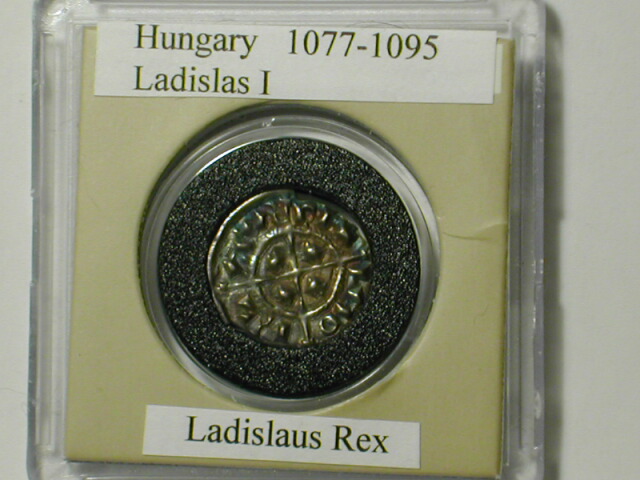 Hungary 1077-1095
Ladislas I
Ladislaus Rex